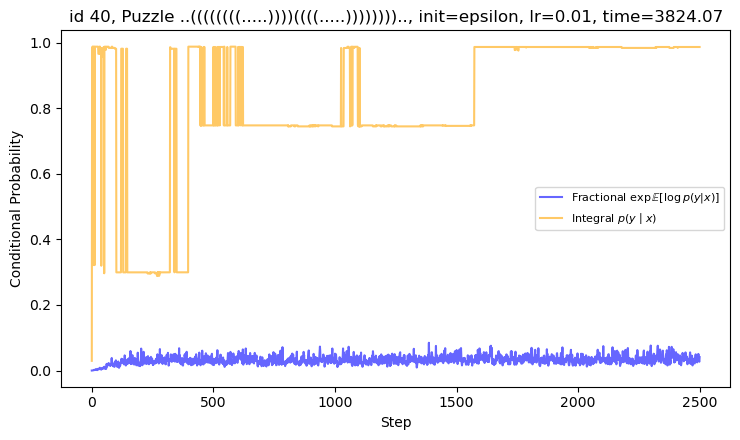 id 40, Puzzle ..((((((((.....))))((((.....)))))))).., init=epsilon, lr=0.01, time=3824.07
1.0
0.8
0.6
0.4
0.2
0.0
Conditional Probability
Fractional exp𝔼[log p(y|x)]
Integral p(y | x)
0
500
1000
1500
2000
2500
Step